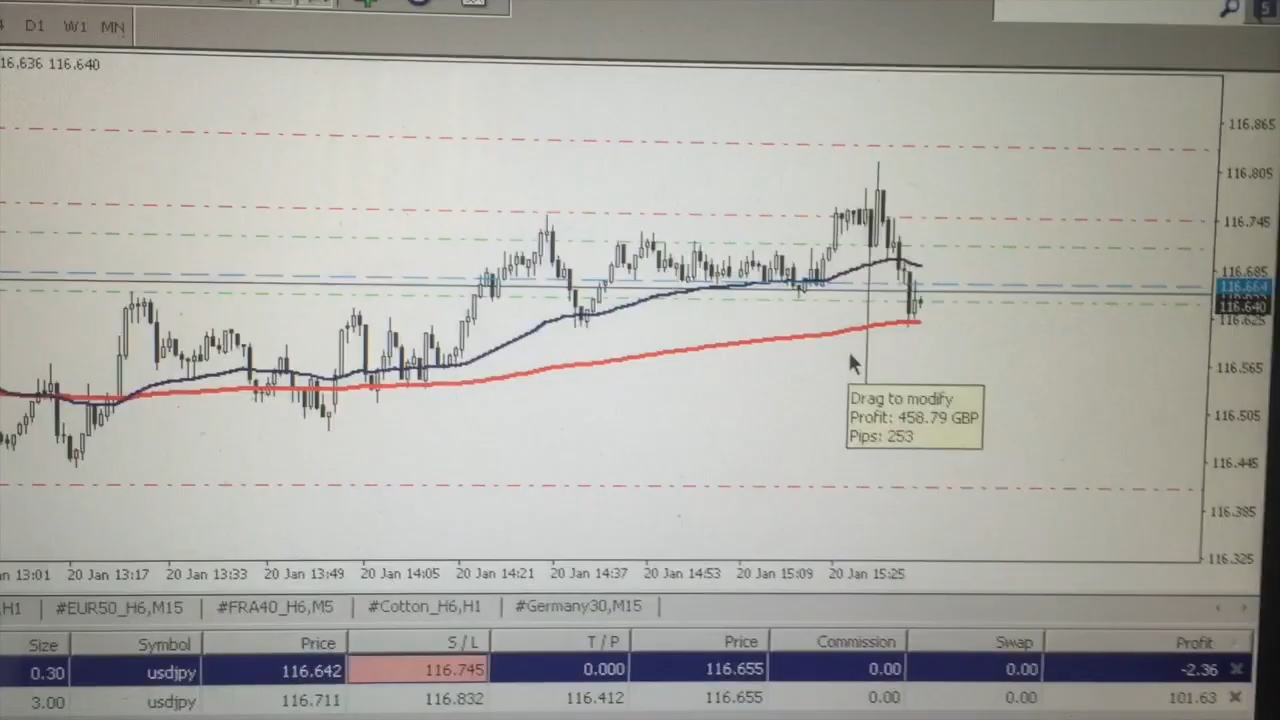 D1 W1 MN
116.640
116.865
116.805
116.745
116.685
116.664
116.640
116.625
116.565
116.505
116.445
116.385
116.325
Drag to modify
Profit: 458.79 GBP
Pips: 253
13:01 20 Jan 13:17 20 Jan 13:33 20 Jan 13:49 20 Jan 14:05 20 Jan 14:21 20 Jan 14:37 20 Jan 14:53 20 Jan 15:09 20 Jan 15:25
,H1 | #EUR50_H6,M15 | #FRA40_H6,M5 | #Cotton_H6,H1 | #Germany30,M15 |
Size Symbol Price S / L T / P Price Commission Swap Profit
0.30 usdjpy 116.642 116.745 0.000 116.655 0.00 0.00 -2.36
3.00 usdjpy 116.711 116.832 116.412 116.655 0.00 0.00 101.63